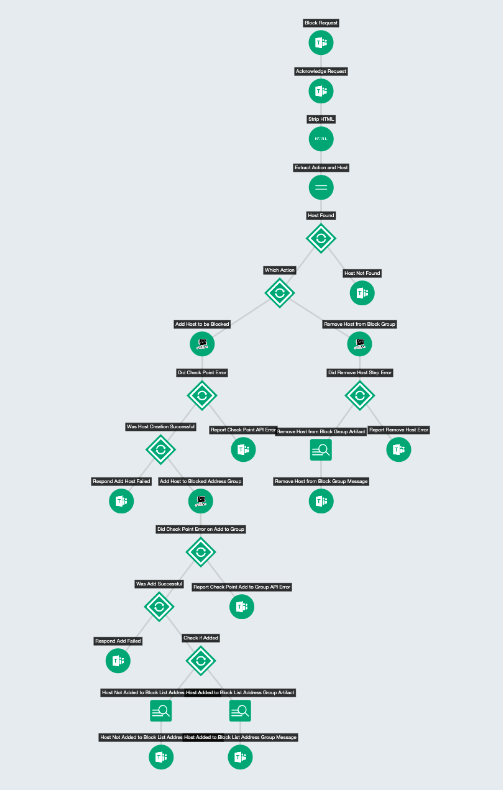 Block Request
Acknowledge Request
Strip HTML
HTML
Extract Action and Host
Host Found
Which Action
Host Not Found
Add Host to be Blocked
Remove Host from Block Group
Did Check Point Error
Did Remove Host Step Error
Was Host Creation Successful
Report Check Point API Error
Remove Host from Block Group Artifact
Report Remove Host Error
Respond Add Host Failed
Add Host to Blocked Address Group
Remove Host from Block Group Message
Did Check Point Error on Add to Group
Was Add Successful
Report Check Point Add to Group API Error
Respond Add Failed
Check if Added
Host Not Added to Block List Addres
Host Added to Block List Address Group Artifact
Host Not Added to Block List Addres
Host Added to Block List Address Group Message